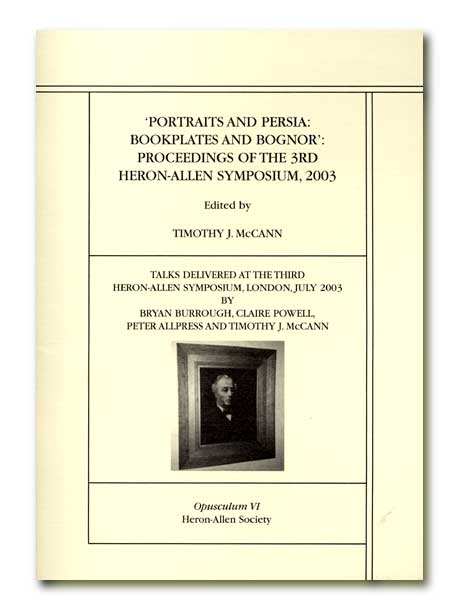 'PORTRAITS AND PERSIA:
BOOKPLATES AND BOGNOR':
PROCEEDINGS OF THE 3RD
HERON-ALLEN SYMPOSIUM, 2003
Edited by
TIMOTHY J. McCANN
TALKS DELIVERED AT THE THIRD
HERON-ALLEN SYMPOSIUM, LONDON, JULY 2003
BY
BRYAN BURROUGH, CLAIRE POWELL,
PETER ALLPRESS AND TIMOTHY J. McCANN
Opusculum VI
Heron-Allen Society